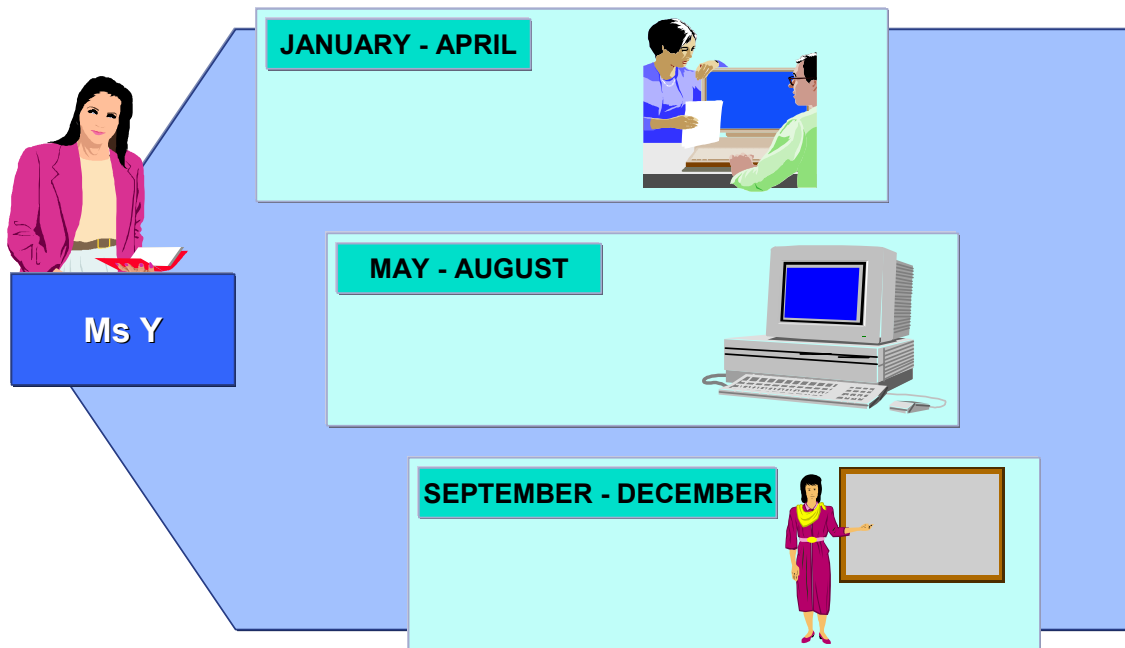 JANUARY - APRIL
MAY - AUGUST
Ms Y
SEPTEMBER - DECEMBER